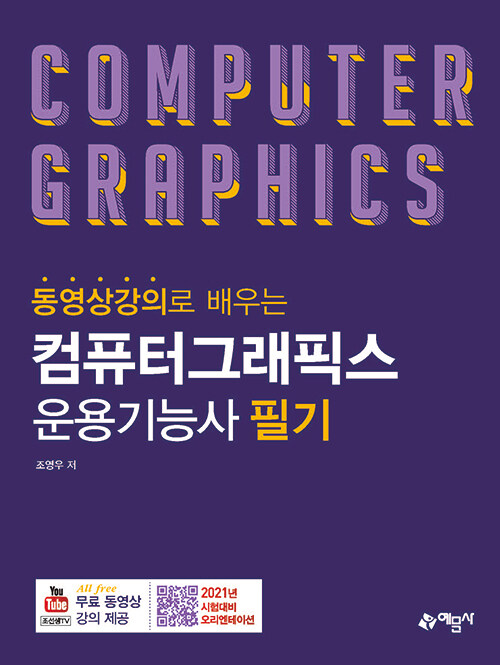 COMPUTER
GRAPHICS
동영상강의로 배우는
컴퓨터그래픽스
운용기능사 필기
조영우 저
You
Tube
조선생TV
All free
무료 동영상
강의 제공
2021년
시험대비
오리엔테이션
예문사